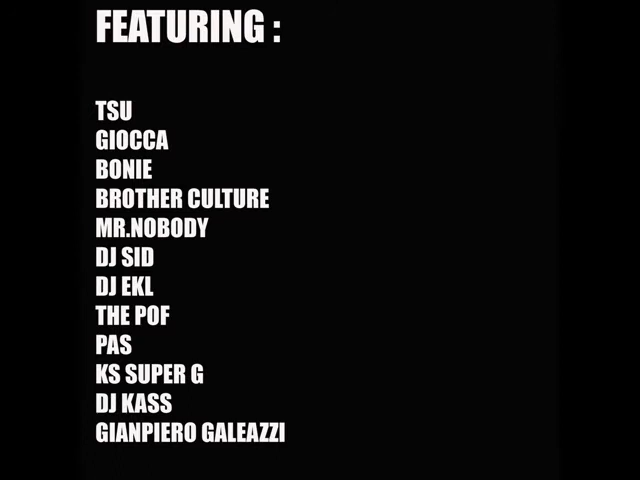 FEATURING :
TSU
GIOCCA
BONIE
BROTHER CULTURE
MR.NOBODY
DJ SID
DJ EKL
THE POF
PAS
KS SUPER G
DJ KASS
GIANPIERO GALEAZZI